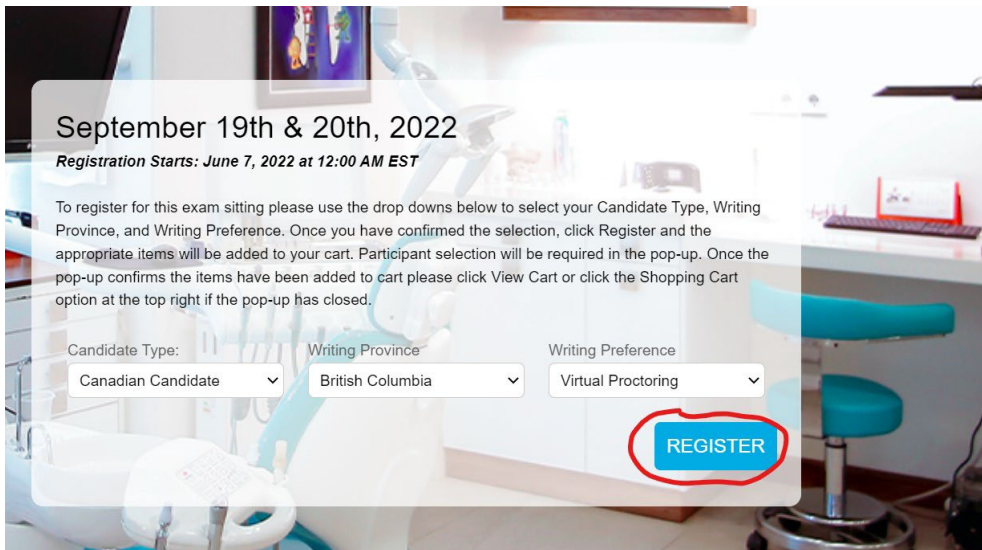 September 19th & 20th, 2022
Registration Starts: June 7, 2022 at 12:00 AM EST
To register for this exam sitting please use the drop downs below to select your Candidate Type, Writing
Province, and Writing Preference. Once you have confirmed the selection, click Register and the
appropriate items will be added to your cart. Participant selection will be required in the pop-up. Once the
pop-up confirms the items have been added to cart please click View Cart or click the Shopping Cart
option at the top right if the pop-up has closed.
Candidate Type: Writing Province Writing Preference
Canadian Candidate British Columbia Virtual Proctoring
REGISTER